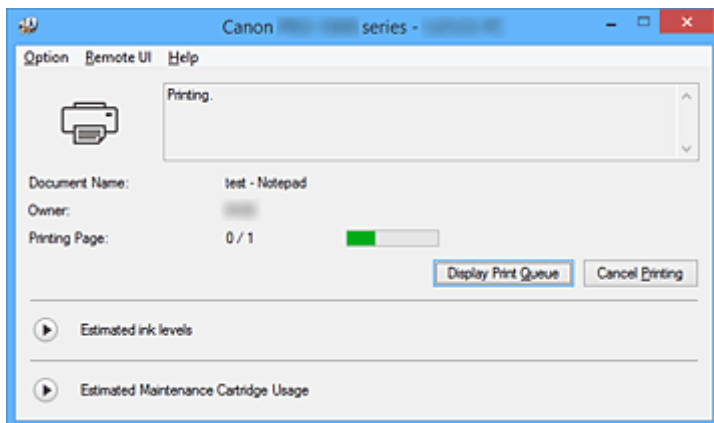 Canon series -
Option Remote UI Help
Printing.
Document Name: test - Notepad
Owner:
Printing Page: 0 / 1
Display Print Queue Cancel Printing
Estimated ink levels
Estimated Maintenance Cartridge Usage